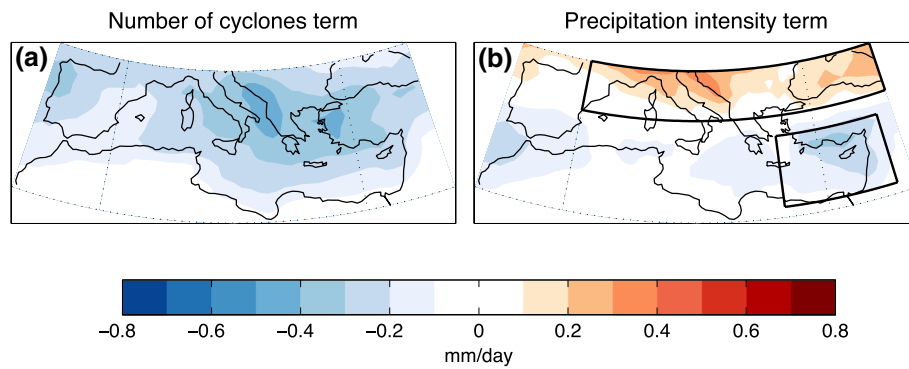 Number of cyclones term
Precipitation intensity term
(a)
(b)
−0.8 −0.6 −0.4 −0.2 0 0.2 0.4 0.6 0.8
mm/day